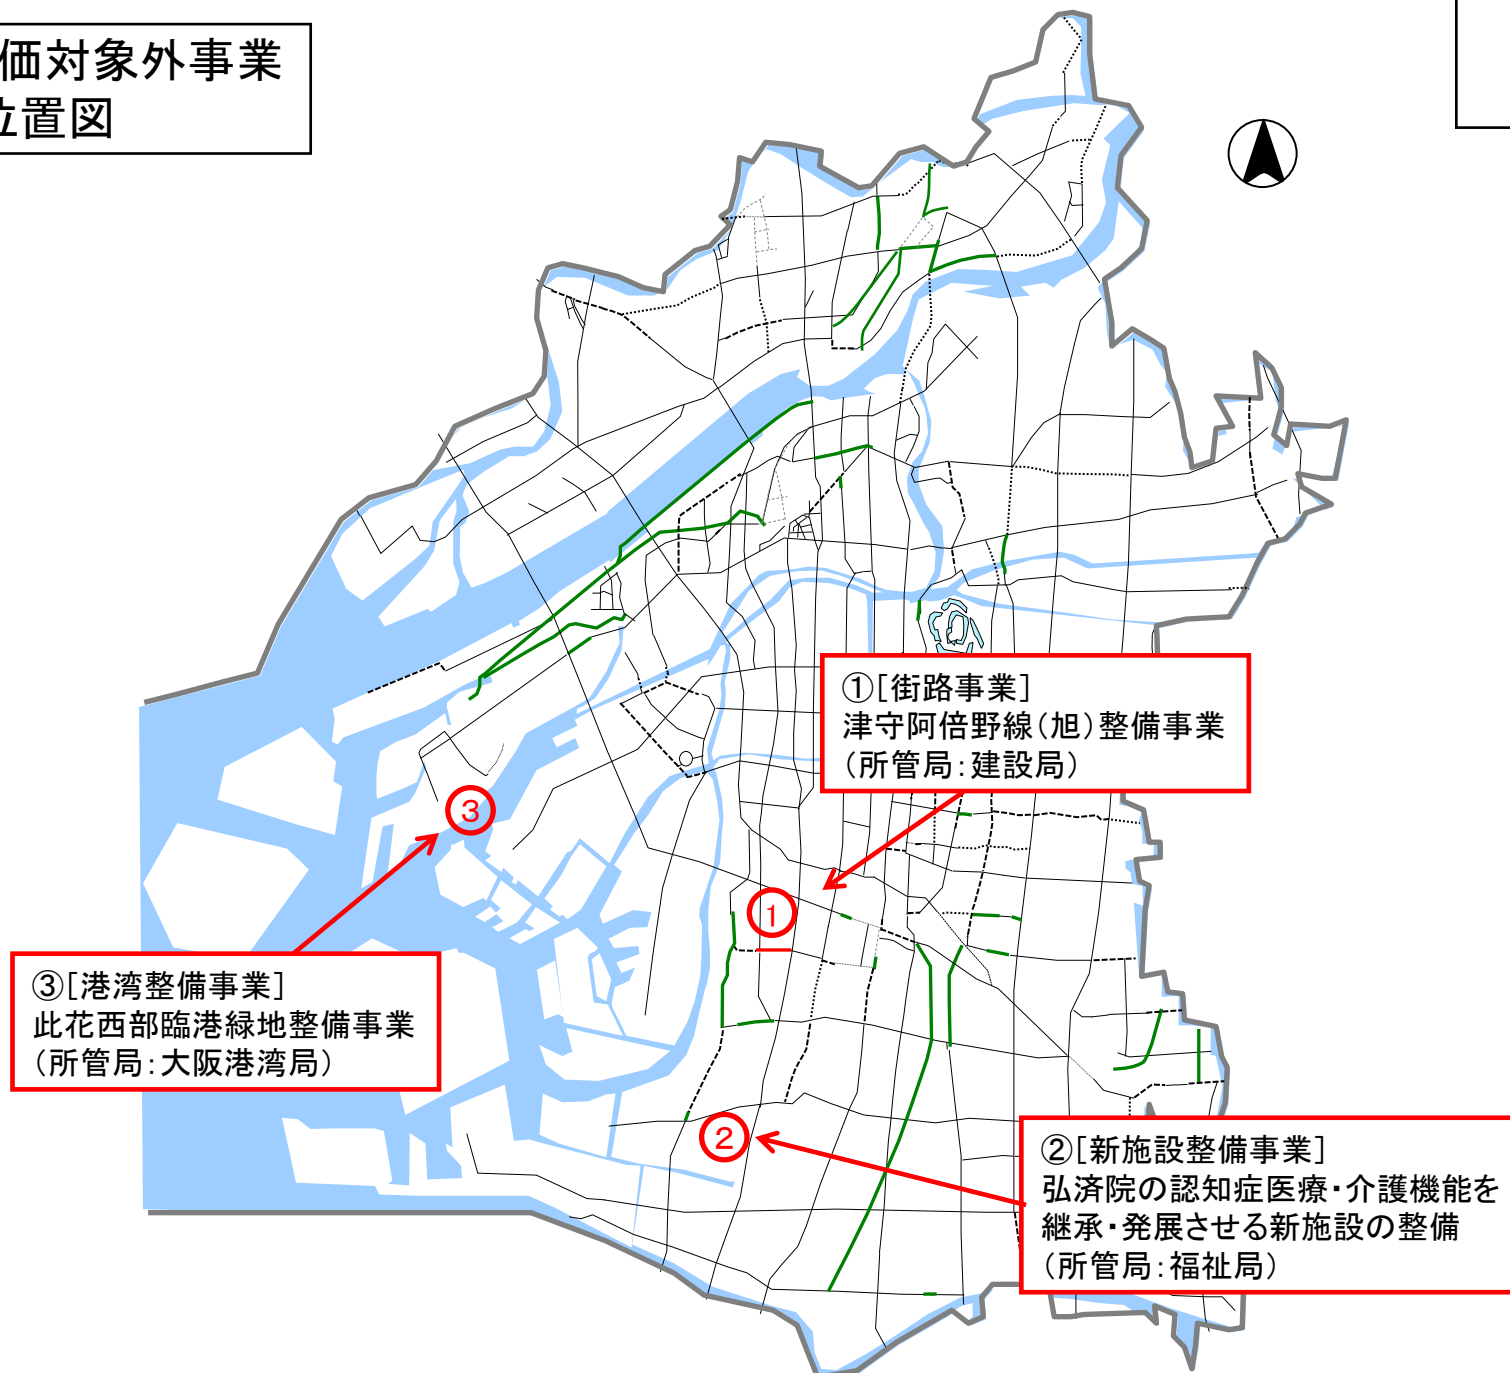 価対象外事業
位置図
①[街路事業]
津守阿倍野線(旭)整備事業
(所管局:建設局)
③
①
③[港湾整備事業]
此花西部臨港緑地整備事業
(所管局:大阪港湾局)
②
②[新施設整備事業]
弘済院の認知症医療・介護機能を
継承・発展させる新施設の整備
(所管局:福祉局)